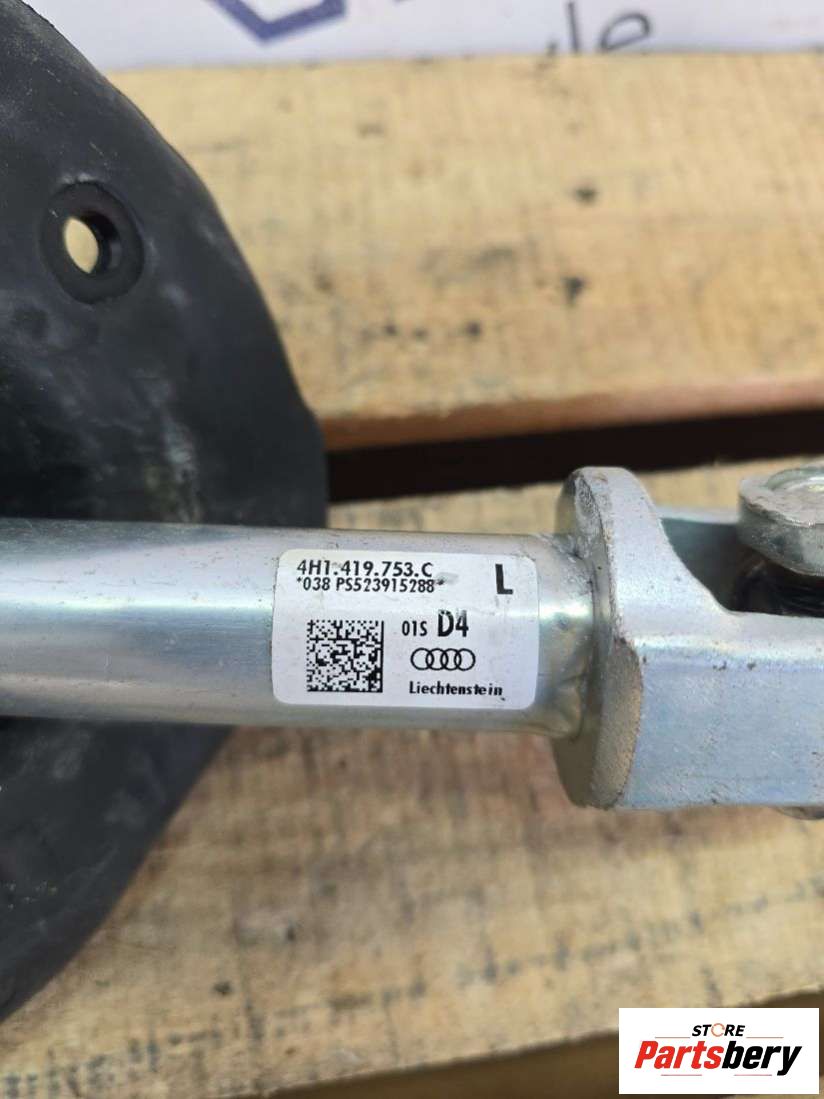 4H1.419.753.C
*038 PS523915288*
L
01S D4
Liechtenstein
STORE
Partsbery